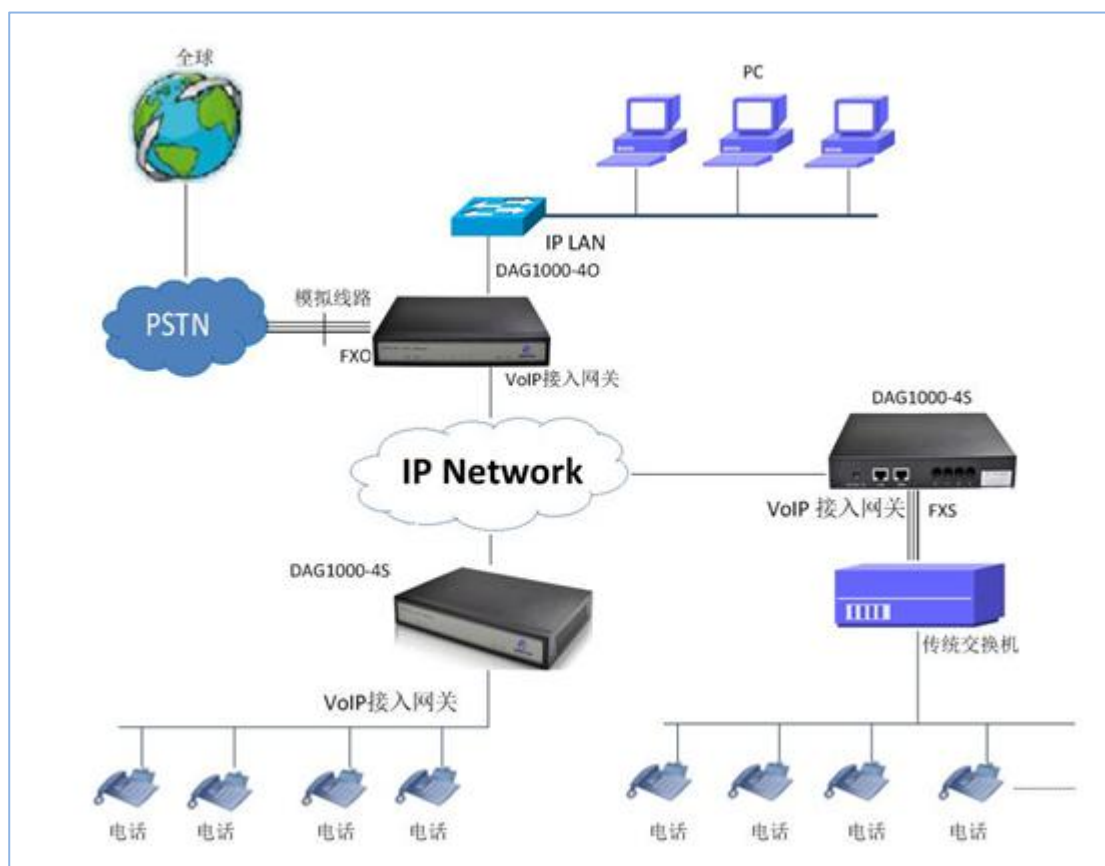 全球
PC
IP LAN
DAG1000-4O
模拟线路
PSTN
FXO
VoIP接入网关
DAG1000-4S
IP Network
VoIP 接入网关
FXS
DAG1000-4S
传统交换机
VoIP接入网关
电话
电话
电话
电话
电话
电话
电话
电话